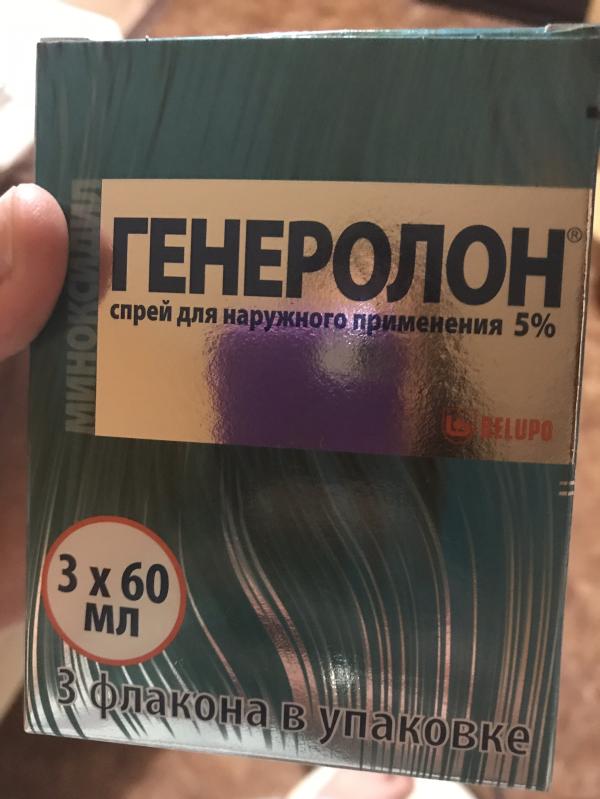 МИНОКСИДИЛ
ГЕНЕРОЛОН®
спрей для наружного применения 5%
BELUPO
3 x 60
МЛ
3 флакона в упаковке